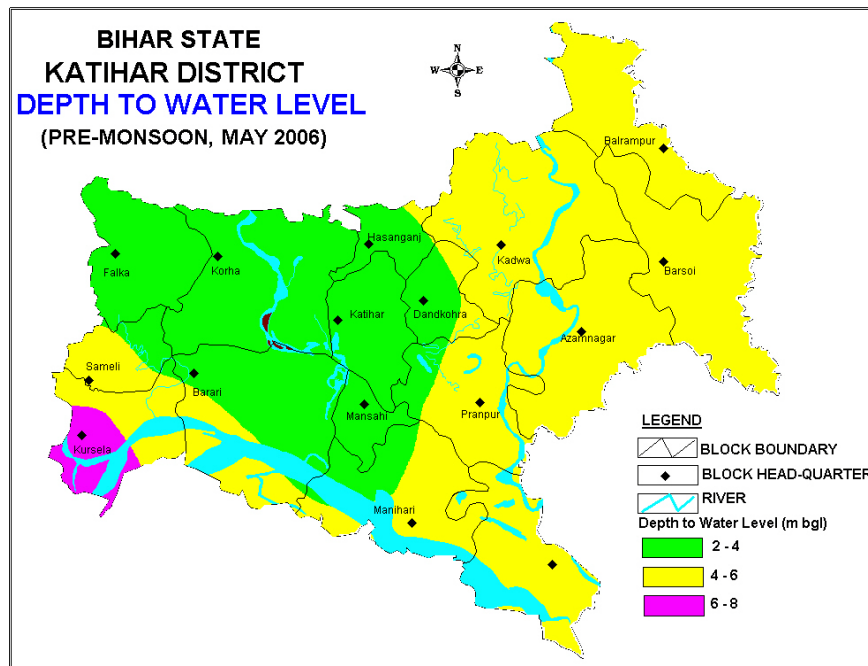 BIHAR STATE
KATIHAR DISTRICT
DEPTH TO WATER LEVEL
(PRE-MONSOON, MAY 2006)
N
W E
S
Balrampur
Hasanganj
Kadwa
Falka
Korha
Barsoi
Katihar
Dandkohra
Azamnagar
Sameli
Barari
Mansahi
Pranpur
Kursela
Manihari
LEGEND
BLOCK BOUNDARY
BLOCK HEAD-QUARTER
RIVER
Depth to Water Level (m bgl)
2 - 4
4 - 6
6 - 8